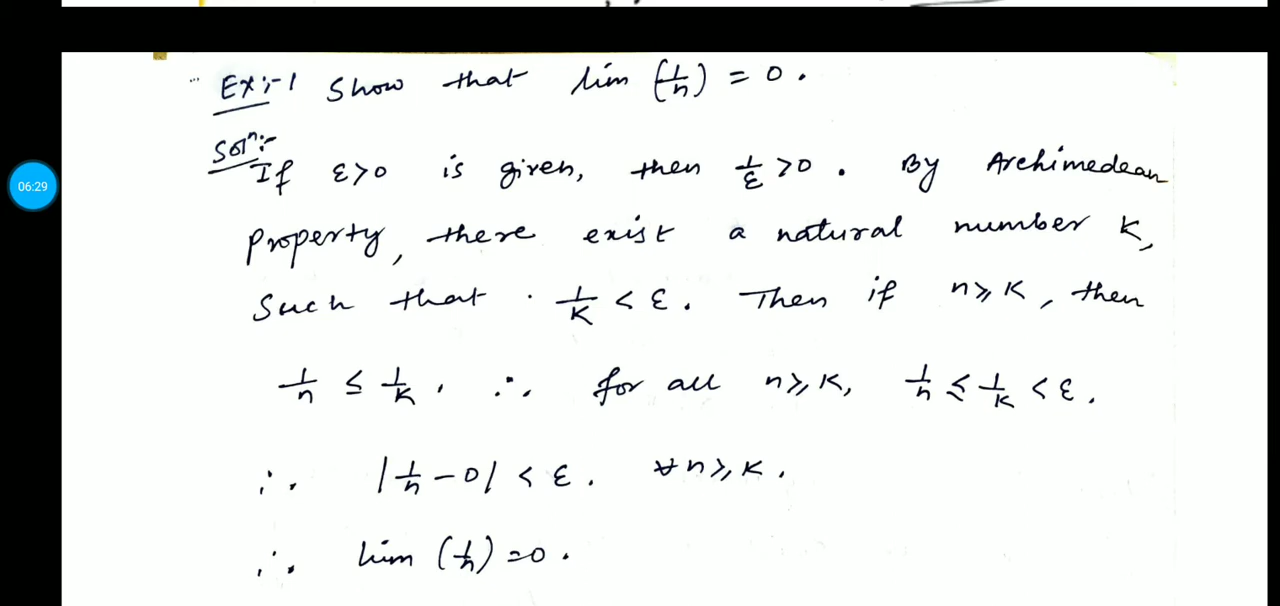 Ex:-1 Show that lim (1/n) = 0.
Solⁿ:-
If ε>0 is given, then 1/ε >0. By Archimedean
Property, there exist a natural number K,
Such that 1/K < ε. Then if n≥K, then
1/n ≤ 1/K. ∴ for all n≥K, 1/n ≤ 1/K < ε.
∴ |1/n - 0| < ε. ∀ n≥K.
∴ lim (1/n) = 0.
06:29